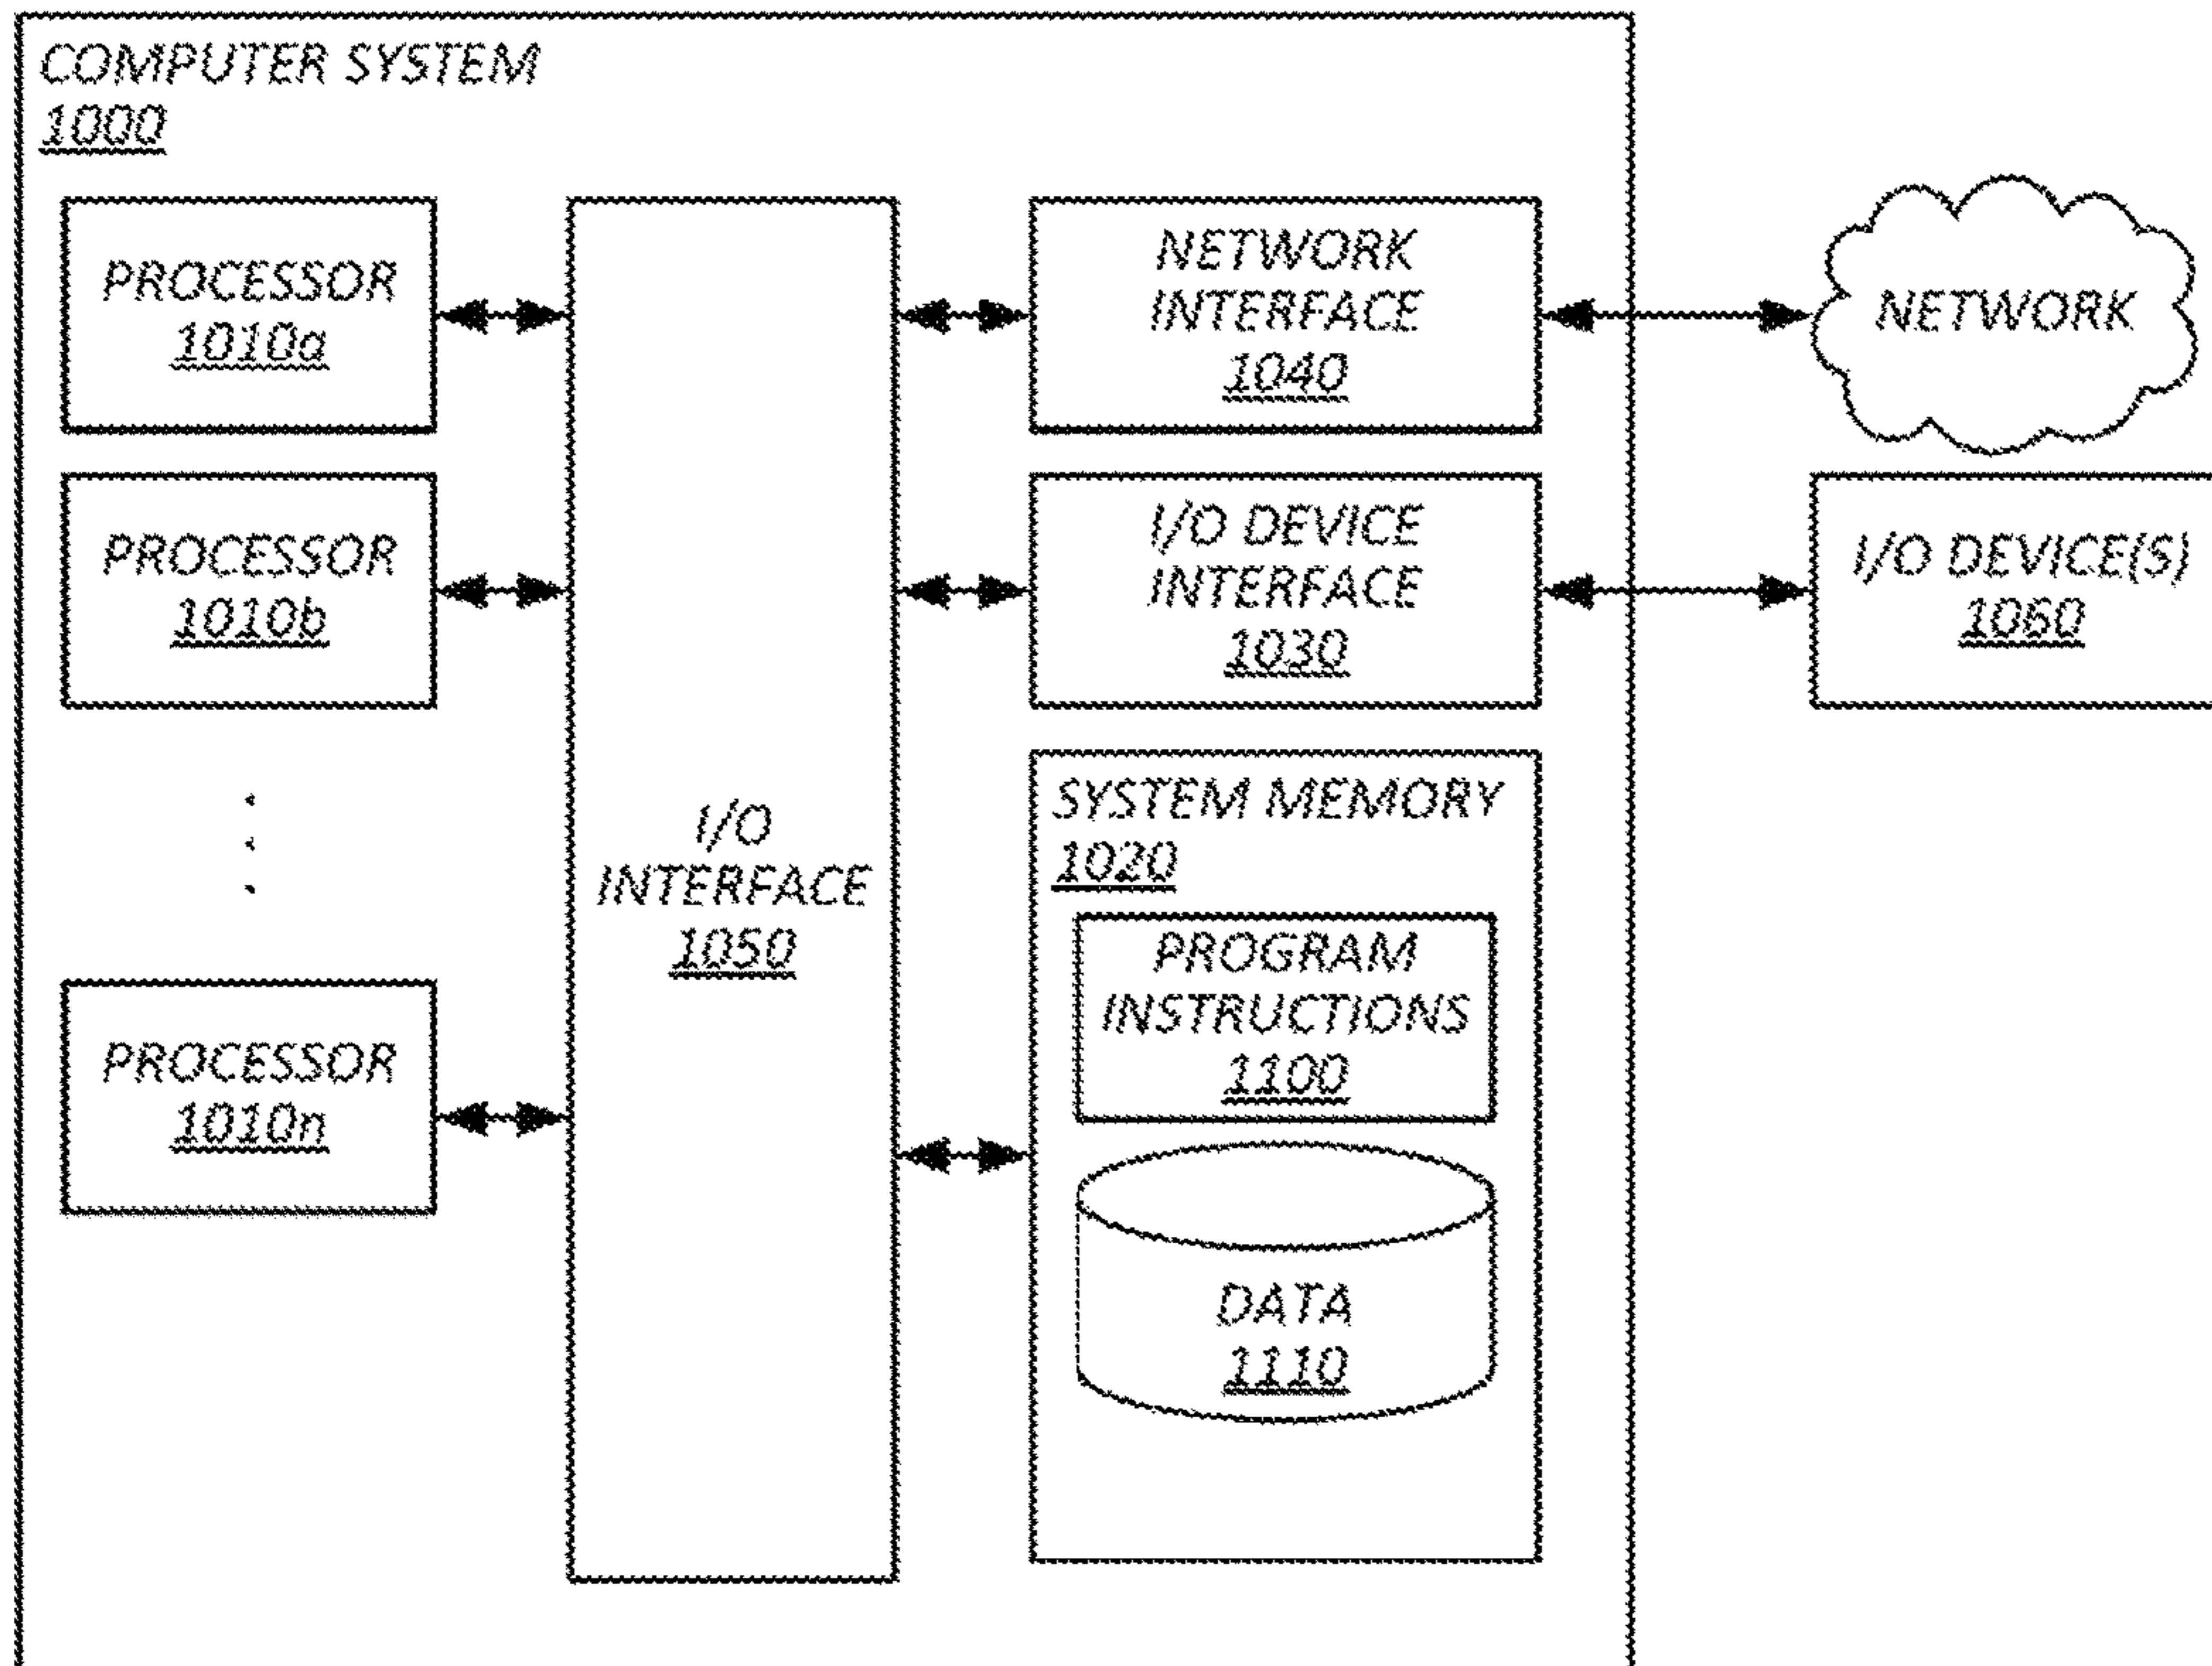 COMPUTER SYSTEM
1000
PROCESSOR
1010a
PROCESSOR
1010b
PROCESSOR
1010n
I/O
INTERFACE
1050
NETWORK
INTERFACE
1040
I/O DEVICE
INTERFACE
1030
SYSTEM MEMORY
1020
PROGRAM
INSTRUCTIONS
1100
DATA
1110
NETWORK
I/O DEVICE(S)
1060